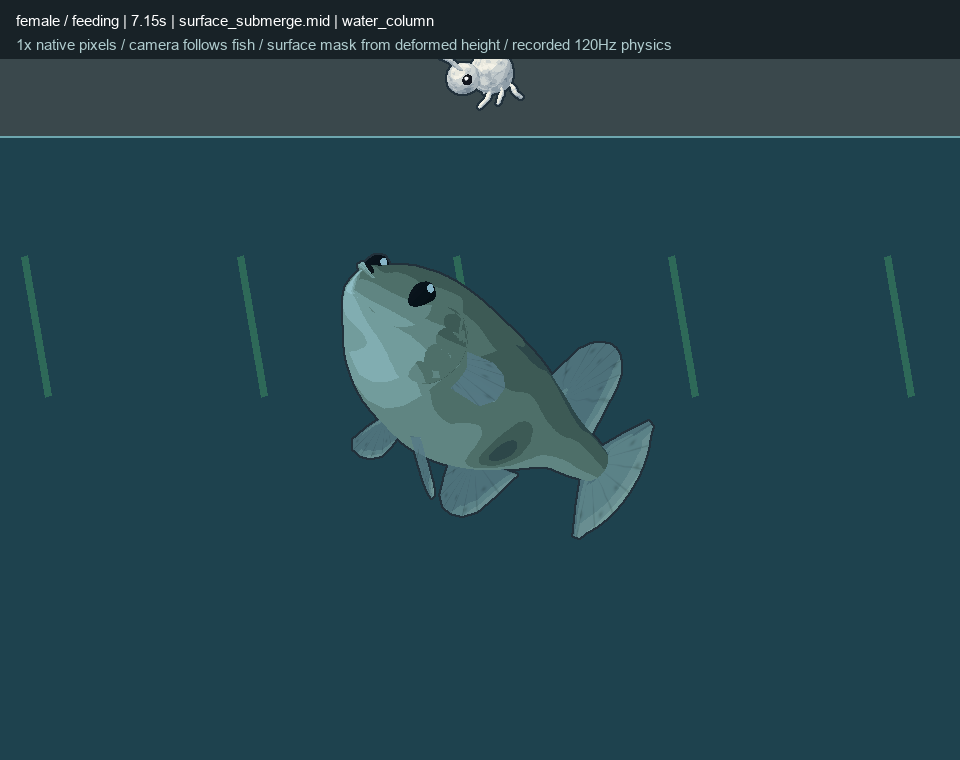 female / feeding | 7.15s | surface_submerge.mid | water_column
1x native pixels / camera follows fish / surface mask from deformed height / recorded 120Hz physics